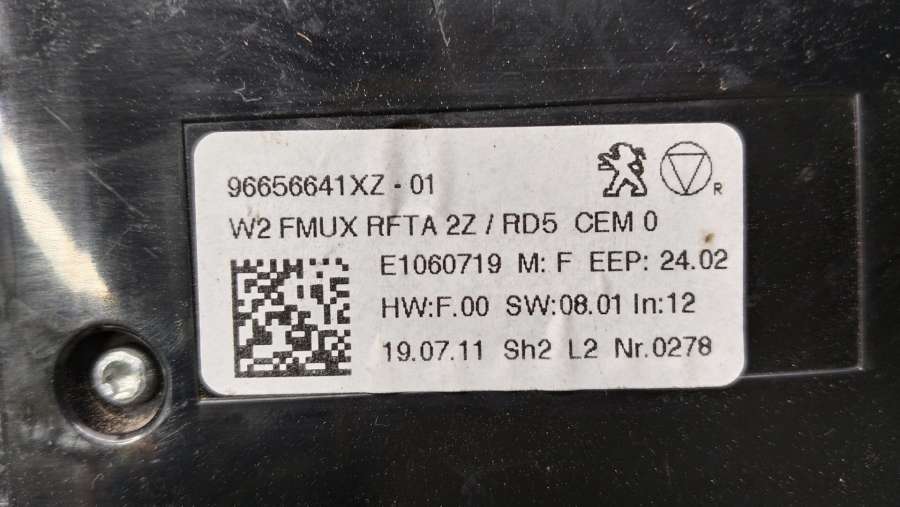 96656641XZ - 01
R
W2 FMUX RFTA 2Z / RD5 CEM 0
E1060719 M: F EEP: 24.02
HW:F.00 SW:08.01 In:12
19.07.11 Sh2 L2 Nr.0278